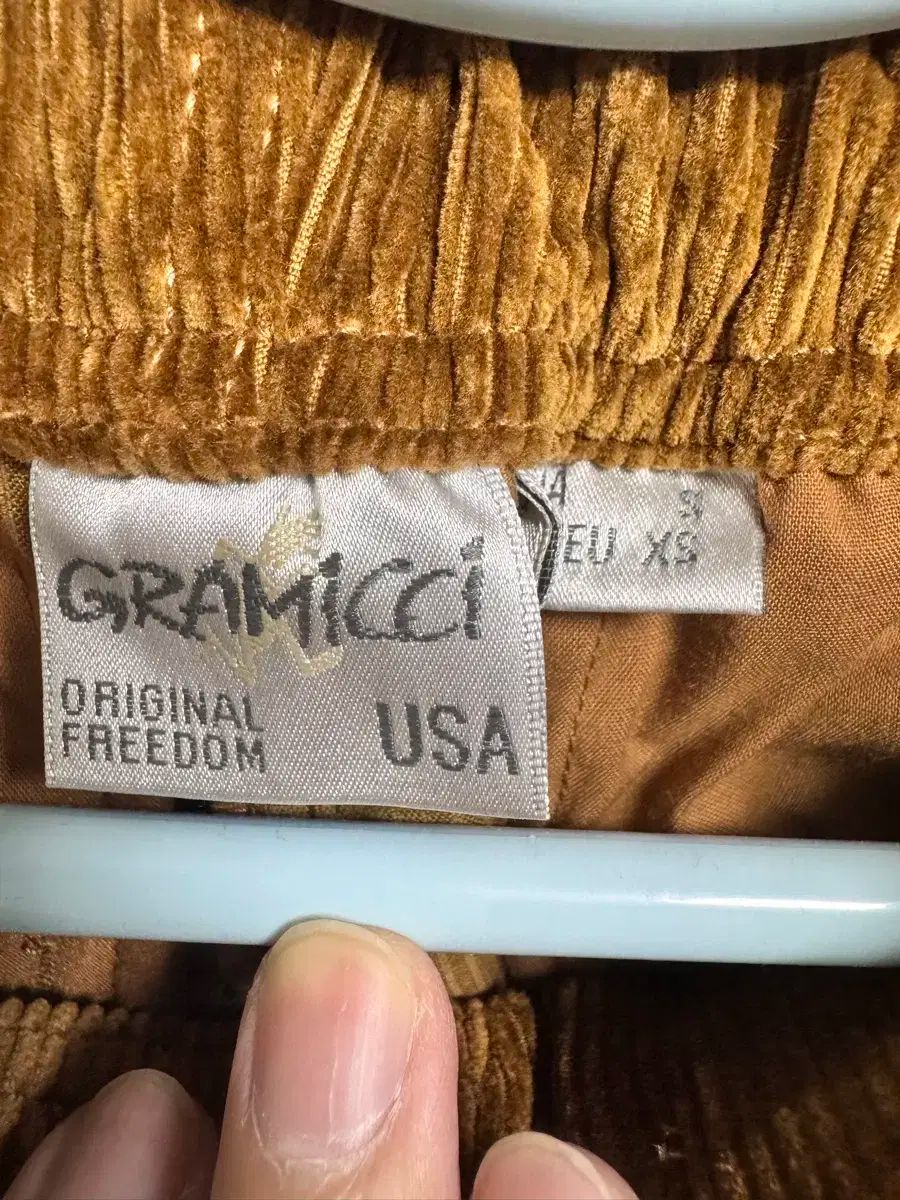 GRAMICCI
ORIGINAL
FREEDOM
USA
S
EU XS